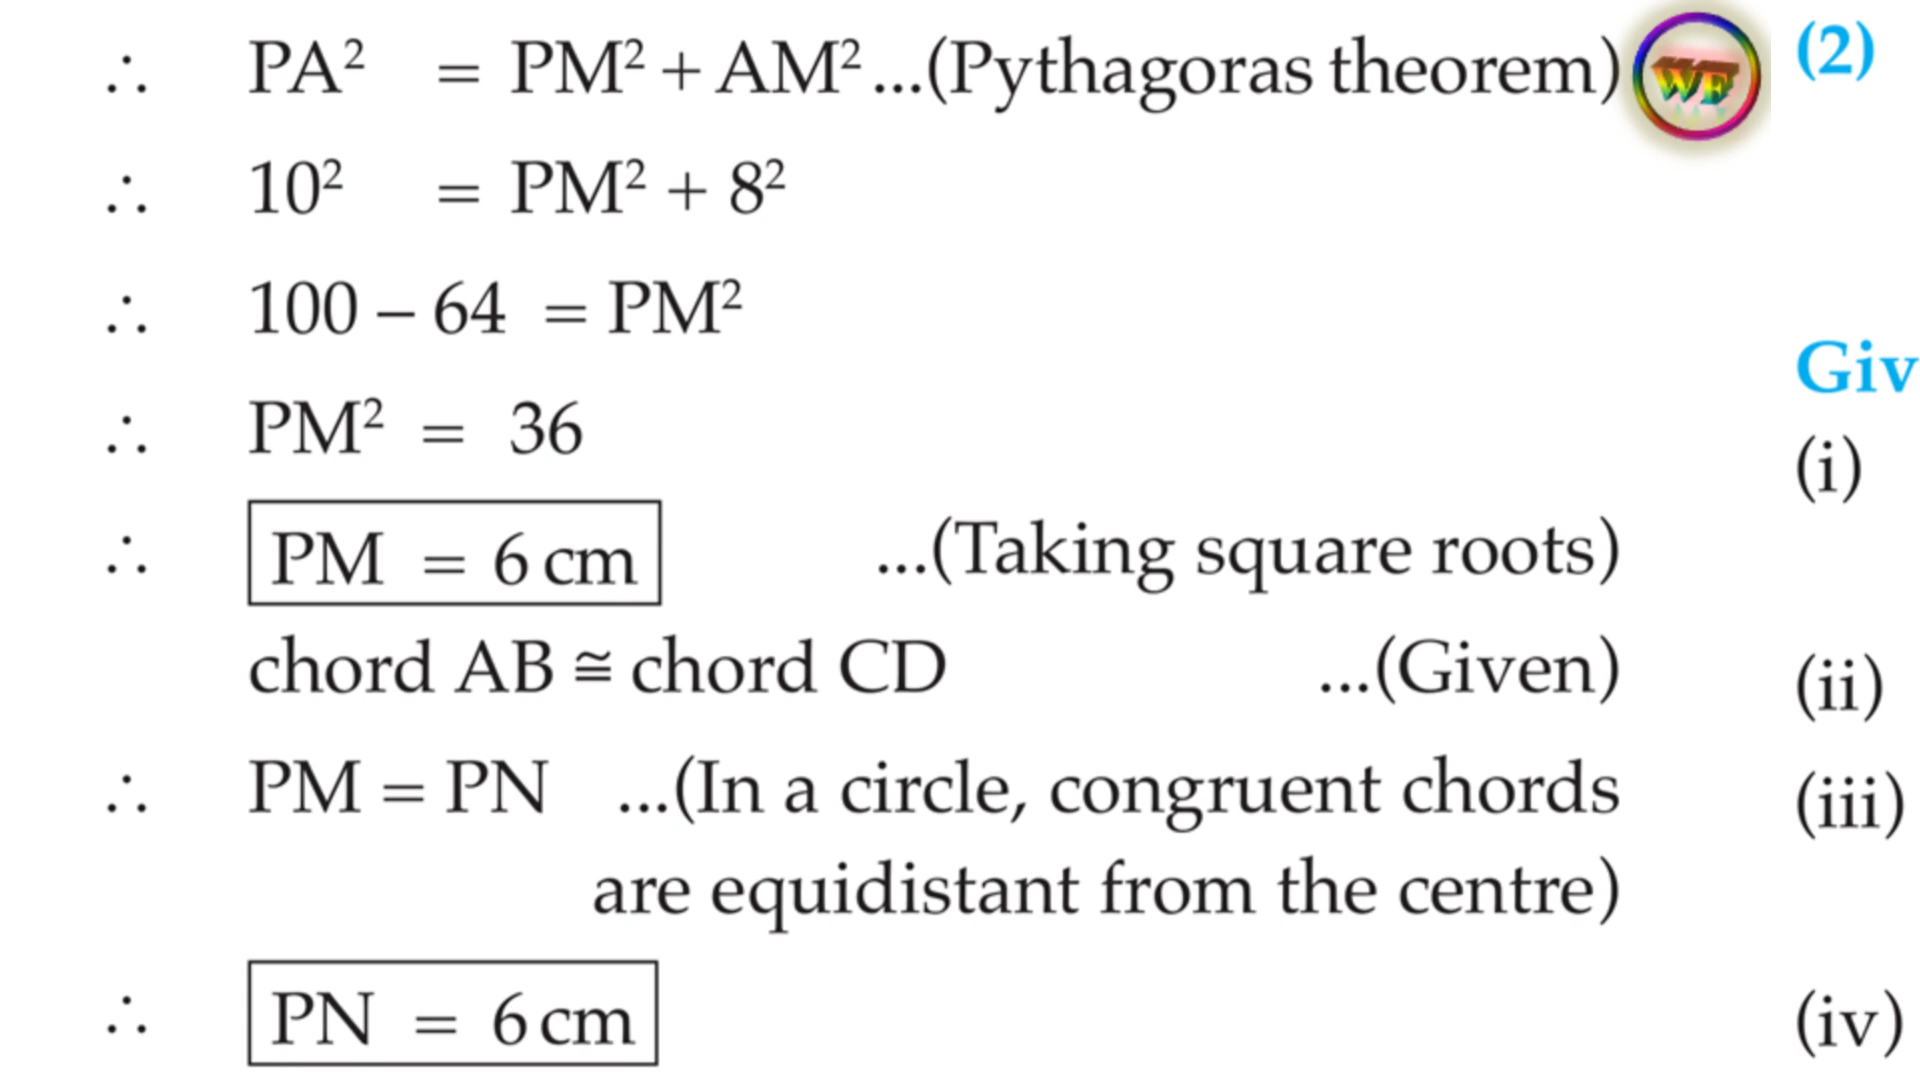 ∴ PA² = PM² + AM² ...(Pythagoras theorem)
∴ 10² = PM² + 8²
∴ 100 – 64 = PM²
∴ PM² = 36
∴ PM = 6 cm ...(Taking square roots)
chord AB ≅ chord CD ...(Given)
∴ PM = PN ...(In a circle, congruent chords
are equidistant from the centre)
∴ PN = 6 cm
WF
(2)
Giv
(i)
(ii)
(iii)
(iv)